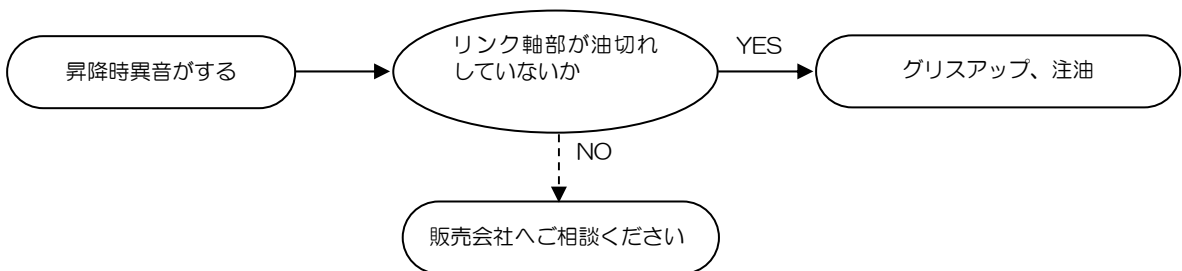 昇降時異音がする
リンク軸部が油切れ
していないか
YES
グリスアップ、注油
NO
販売会社へご相談ください